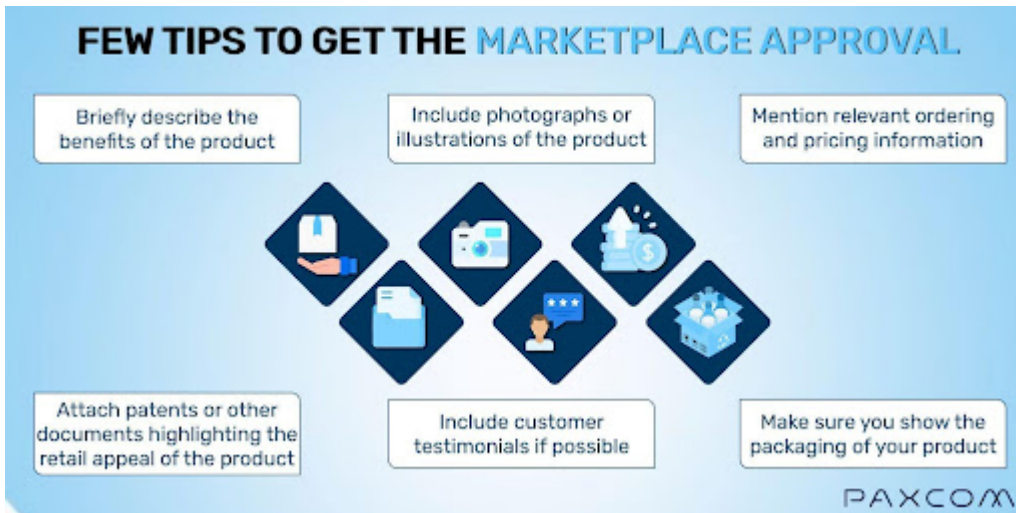 FEW TIPS TO GET THE MARKETPLACE APPROVAL
Briefly describe the
benefits of the product
Include photographs or
illustrations of the product
Mention relevant ordering
and pricing information
Attach patents or other
documents highlighting the
retail appeal of the product
Include customer
testimonials if possible
Make sure you show the
packaging of your product
PAXCOM